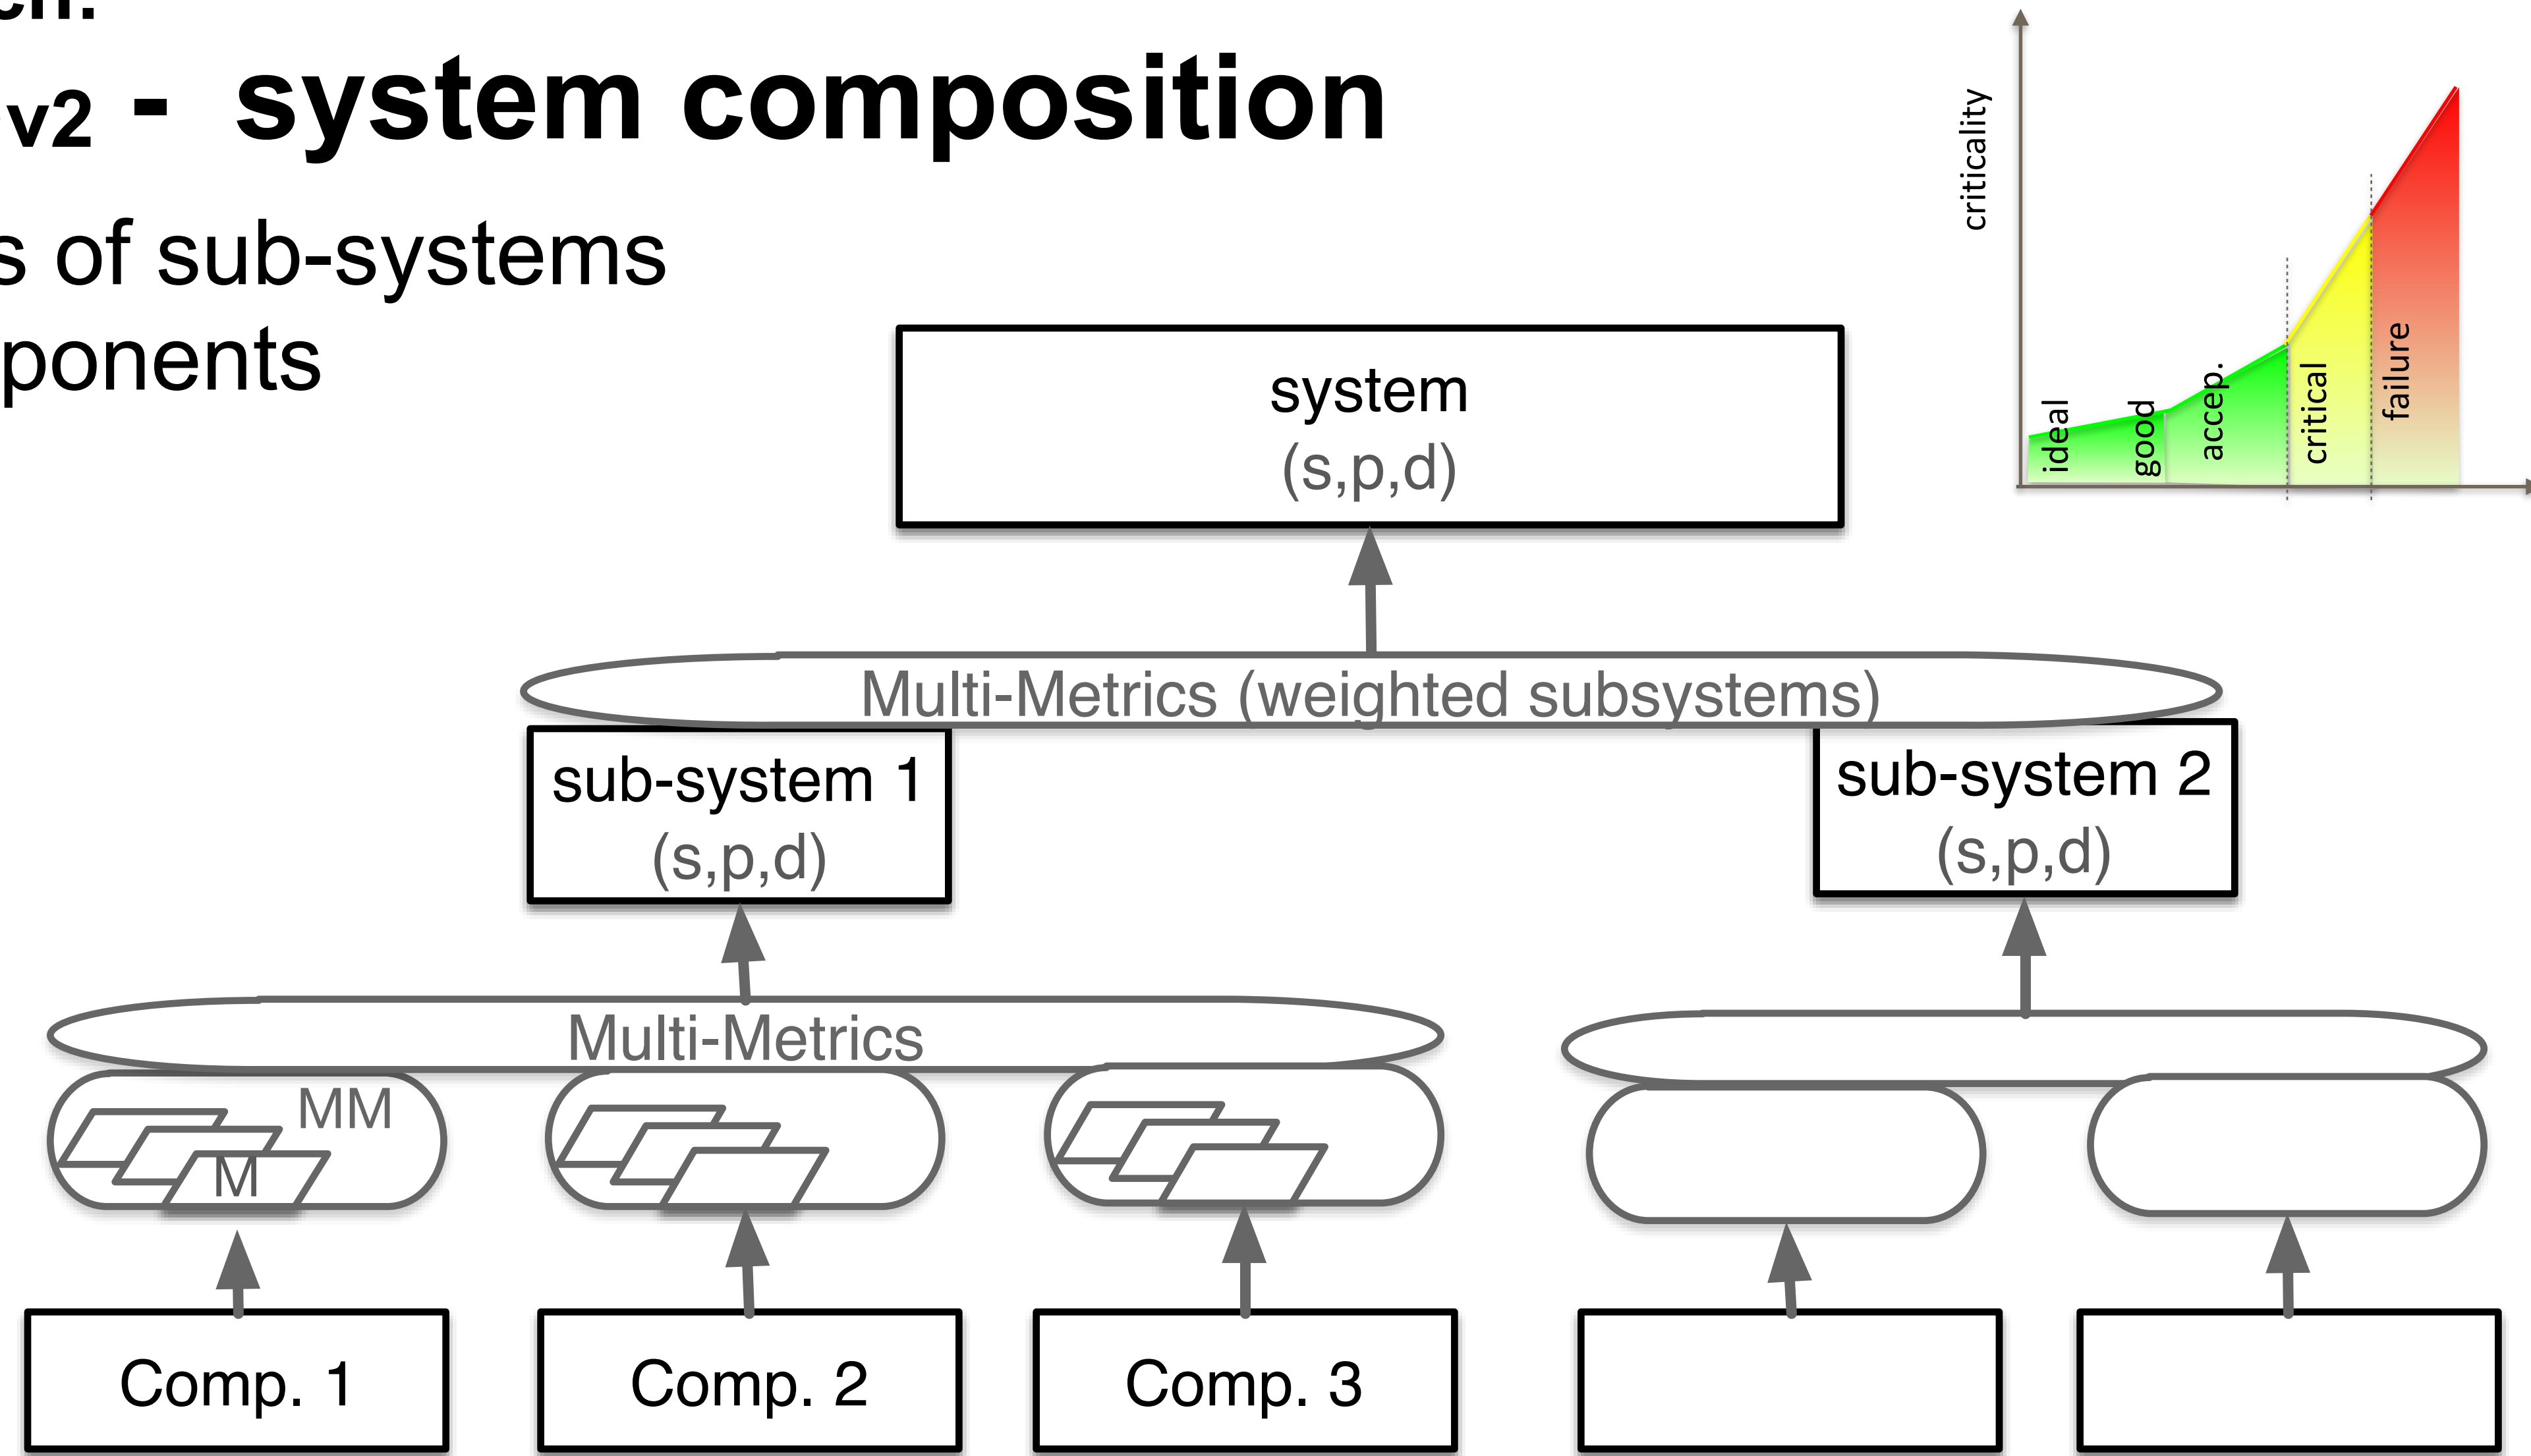 v2 - system composition
s of sub-systems
ponents
criticality
ideal
good
accep.
critical
failure
system
(s,p,d)
Multi-Metrics (weighted subsystems)
sub-system 1
(s,p,d)
sub-system 2
(s,p,d)
Multi-Metrics
MM
M
Comp. 1
Comp. 2
Comp. 3